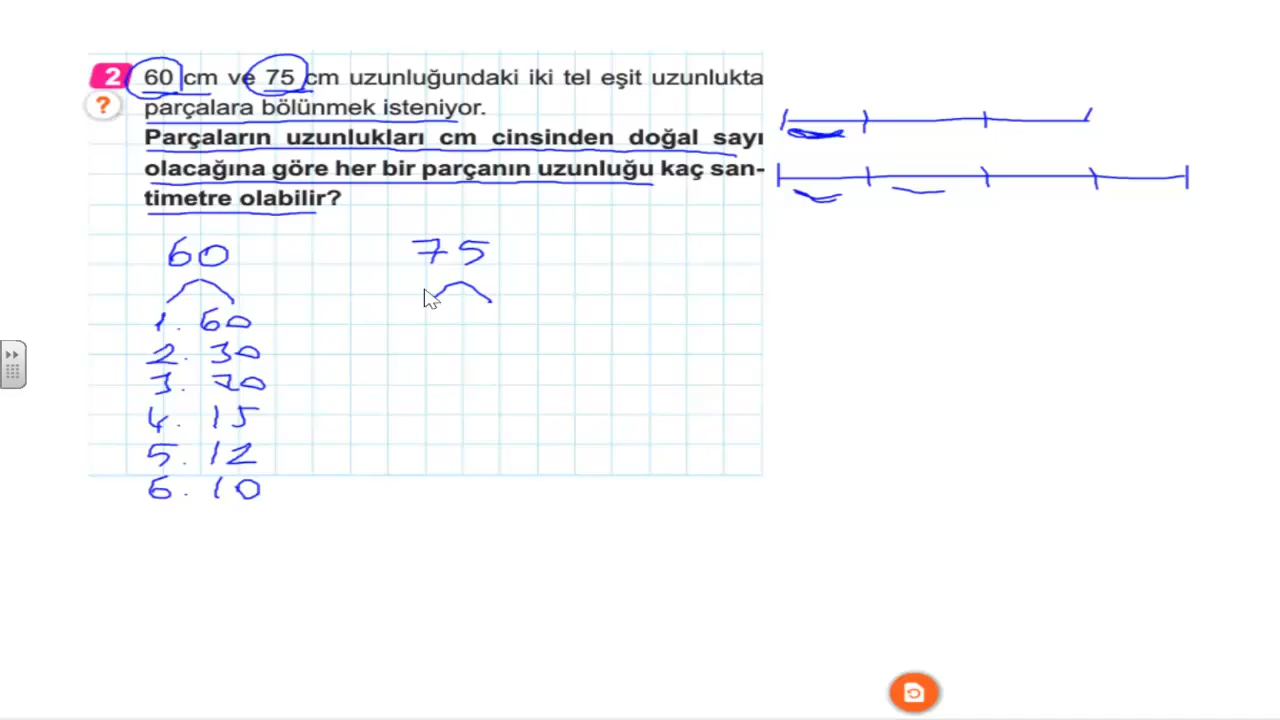 2 60 cm ve 75 cm uzunluğundaki iki tel eşit uzunlukta
? parçalara bölünmek isteniyor.
Parçaların uzunlukları cm cinsinden doğal sayı
olacağına göre her bir parçanın uzunluğu kaç san-
timetre olabilir?
60 75
1. 60
2. 30
3. 20
4. 15
5. 12
6. 10